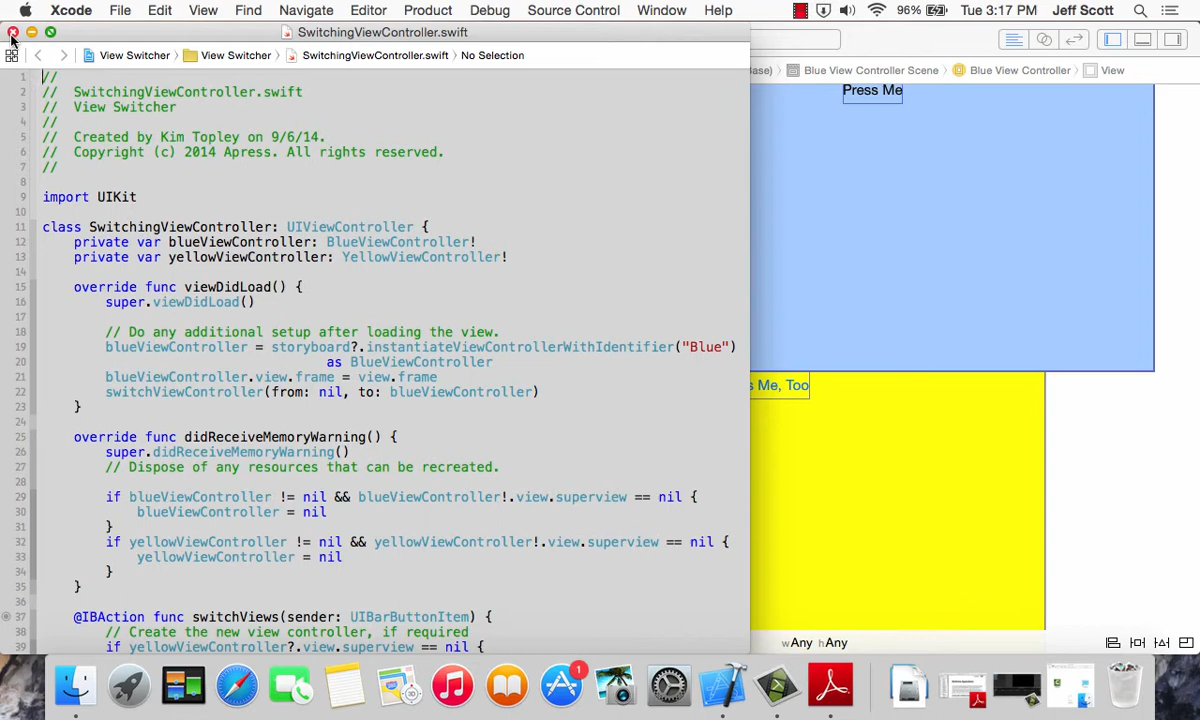 Xcode File Edit View Find Navigate Editor Product Debug Source Control Window Help 96% Tue 3:17 PM Jeff Scott
SwitchingViewController.swift
View Switcher View Switcher SwitchingViewController.swift No Selection
Base) Blue View Controller Scene Blue View Controller View
1 //
2 // SwitchingViewController.swift
3 // View Switcher
4 //
5 // Created by Kim Topley on 9/6/14.
6 // Copyright (c) 2014 Apress. All rights reserved.
7 //
8
9 import UIKit
10
11 class SwitchingViewController: UIViewController {
12 private var blueViewController: BlueViewController!
13 private var yellowViewController: YellowViewController!
14
15 override func viewDidLoad() {
16 super.viewDidLoad()
17
18 // Do any additional setup after loading the view.
19 blueViewController = storyboard?.instantiateViewControllerWithIdentifier("Blue")
20 as BlueViewController
21 blueViewController.view.frame = view.frame
22 switchViewController(from: nil, to: blueViewController)
23 }
24
25 override func didReceiveMemoryWarning() {
26 super.didReceiveMemoryWarning()
27 // Dispose of any resources that can be recreated.
28
29 if blueViewController != nil && blueViewController!.view.superview == nil {
30 blueViewController = nil
31 }
32 if yellowViewController != nil && yellowViewController!.view.superview == nil {
33 yellowViewController = nil
34 }
35 }
36
37 @IBAction func switchViews(sender: UIBarButtonItem) {
38 // Create the new view controller, if required
39 if yellowViewController?.view.superview == nil {
Press Me
s Me, Too
wAny hAny
1